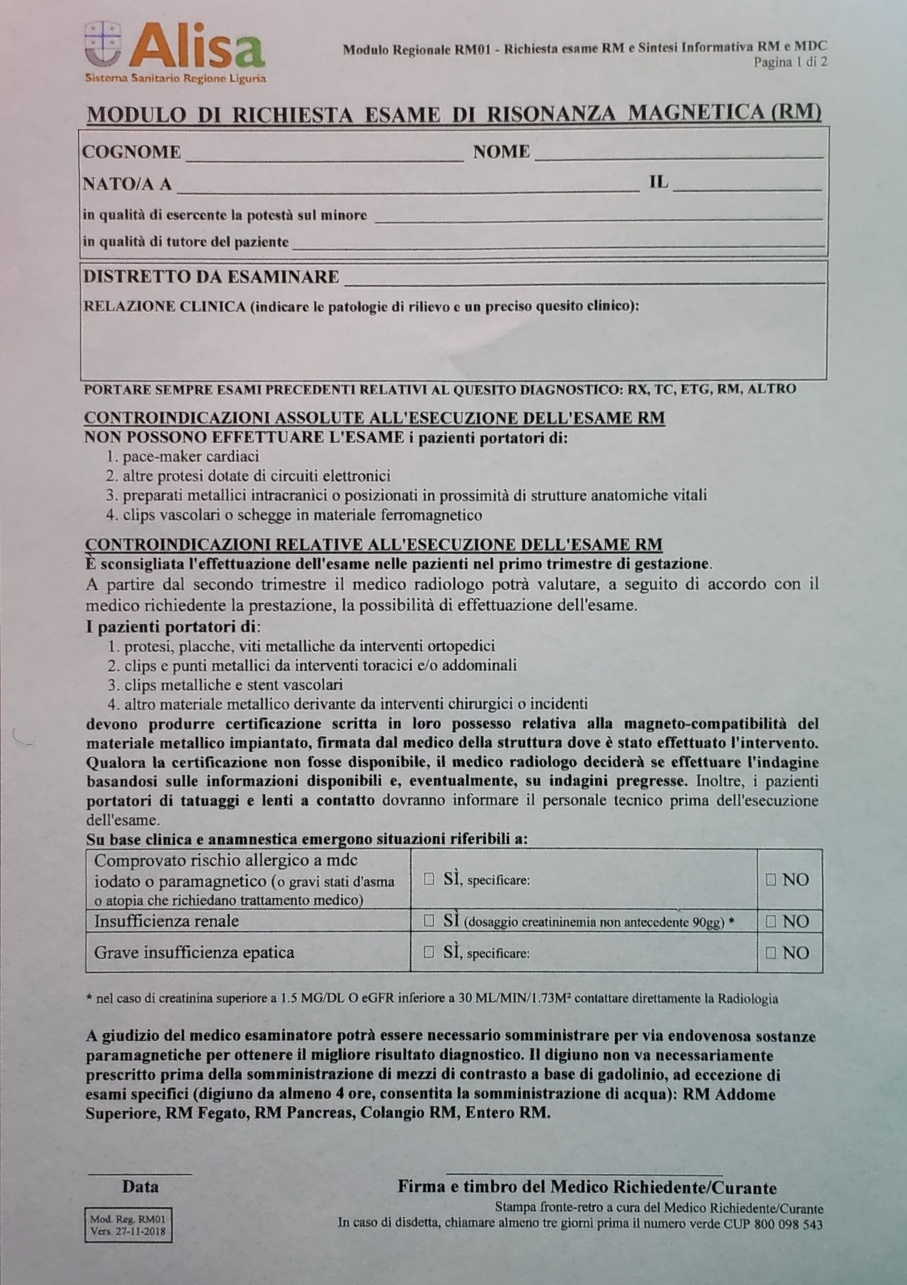 Alisa
Sistema Sanitario Regione Liguria
Modulo Regionale RM01 - Richiesta esame RM e Sintesi Informativa RM e MDC
Pagina 1 di 2
MODULO DI RICHIESTA ESAME DI RISONANZA MAGNETICA (RM)
COGNOME NOME
NATO/A A IL
in qualità di esercente la potestà sul minore
in qualità di tutore del paziente
DISTRETTO DA ESAMINARE
RELAZIONE CLINICA (indicare le patologie di rilievo e un preciso quesito clinico):
PORTARE SEMPRE ESAMI PRECEDENTI RELATIVI AL QUESITO DIAGNOSTICO: RX, TC, ETG, RM, ALTRO
CONTROINDICAZIONI ASSOLUTE ALL'ESECUZIONE DELL'ESAME RM
NON POSSONO EFFETTUARE L'ESAME i pazienti portatori di:
1. pace-maker cardiaci
2. altre protesi dotate di circuiti elettronici
3. preparati metallici intracranici o posizionati in prossimità di strutture anatomiche vitali
4. clips vascolari o schegge in materiale ferromagnetico
CONTROINDICAZIONI RELATIVE ALL'ESECUZIONE DELL'ESAME RM
È sconsigliata l'effettuazione dell'esame nelle pazienti nel primo trimestre di gestazione.
A partire dal secondo trimestre il medico radiologo potrà valutare, a seguito di accordo con il
medico richiedente la prestazione, la possibilità di effettuazione dell'esame.
I pazienti portatori di:
1. protesi, placche, viti metalliche da interventi ortopedici
2. clips e punti metallici da interventi toracici e/o addominali
3. clips metalliche e stent vascolari
4. altro materiale metallico derivante da interventi chirurgici o incidenti
devono produrre certificazione scritta in loro possesso relativa alla magneto-compatibilità del
materiale metallico impiantato, firmata dal medico della struttura dove è stato effettuato l'intervento.
Qualora la certificazione non fosse disponibile, il medico radiologo deciderà se effettuare l'indagine
basandosi sulle informazioni disponibili e, eventualmente, su indagini pregresse. Inoltre, i pazienti
portatori di tatuaggi e lenti a contatto dovranno informare il personale tecnico prima dell'esecuzione
dell'esame.
Su base clinica e anamnestica emergono situazioni riferibili a:
Comprovato rischio allergico a mdc
iodato o paramagnetico (o gravi stati d'asma
o atopia che richiedano trattamento medico)
☐ SÌ, specificare: ☐ NO
Insufficienza renale ☐ SÌ (dosaggio creatininemia non antecedente 90gg) * ☐ NO
Grave insufficienza epatica ☐ SÌ, specificare: ☐ NO
* nel caso di creatinina superiore a 1.5 MG/DL O eGFR inferiore a 30 ML/MIN/1.73M² contattare direttamente la Radiologia
A giudizio del medico esaminatore potrà essere necessario somministrare per via endovenosa sostanze
paramagnetiche per ottenere il migliore risultato diagnostico. Il digiuno non va necessariamente
prescritto prima della somministrazione di mezzi di contrasto a base di gadolinio, ad eccezione di
esami specifici (digiuno da almeno 4 ore, consentita la somministrazione di acqua): RM Addome
Superiore, RM Fegato, RM Pancreas, Colangio RM, Entero RM.
Data
Firma e timbro del Medico Richiedente/Curante
Stampa fronte-retro a cura del Medico Richiedente/Curante
In caso di disdetta, chiamare almeno tre giorni prima il numero verde CUP 800 098 543
Mod. Reg. RM01
Vers. 27-11-2018